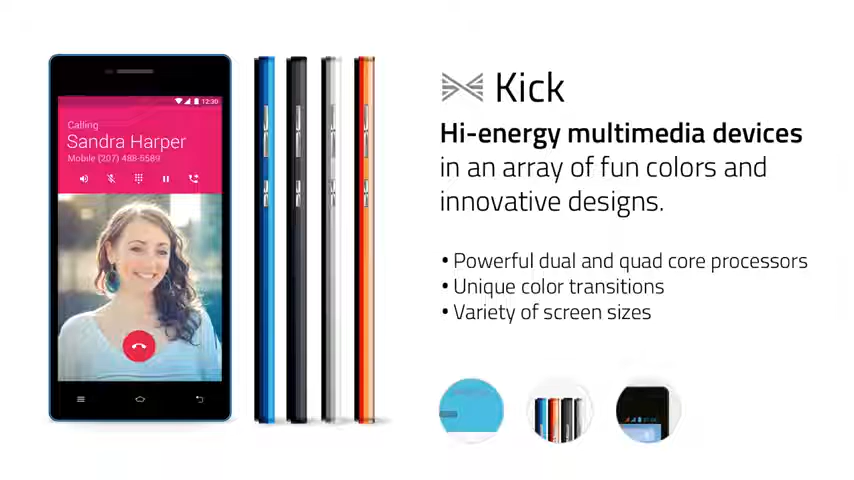 12:30
Calling
Sandra Harper
Mobile (207) 488-5589
Kick
Hi-energy multimedia devices
in an array of fun colors and
innovative designs.
• Powerful dual and quad core processors
• Unique color transitions
• Variety of screen sizes